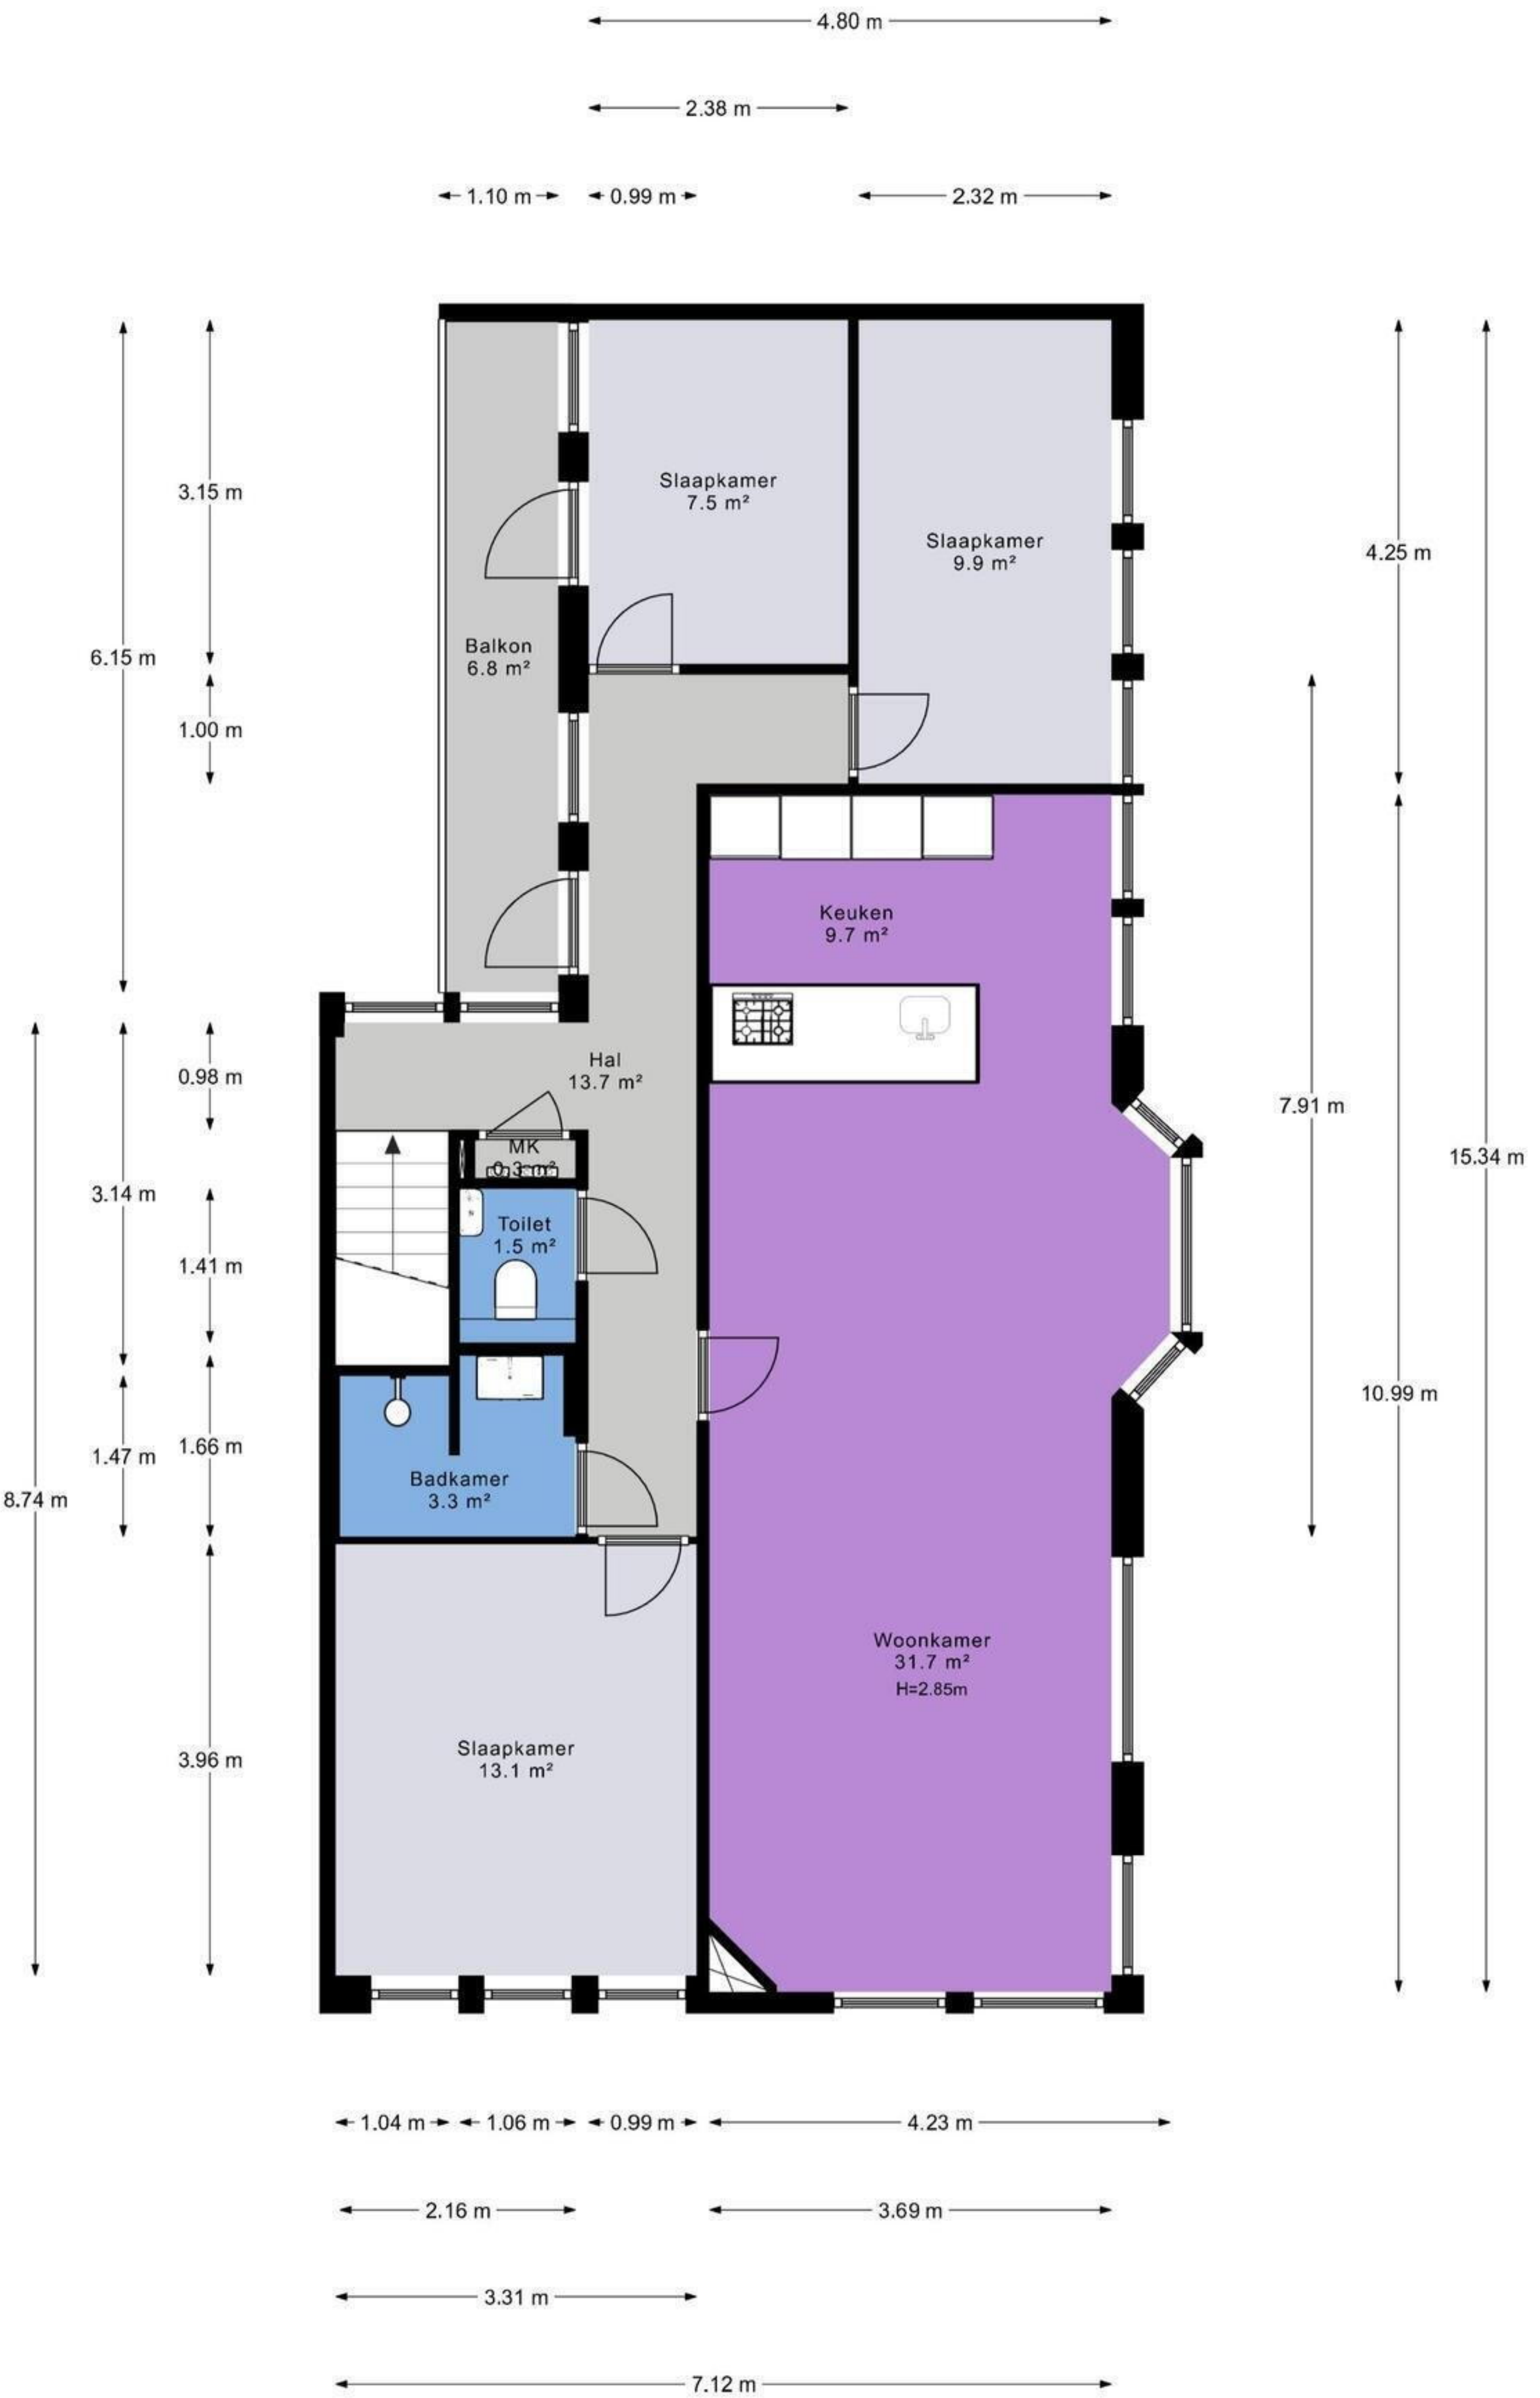 4.80 m
2.38 m
1.10 m
0.99 m
2.32 m
3.15 m
Slaapkamer
7.5 m²
Slaapkamer
9.9 m²
4.25 m
6.15 m
Balkon
6.8 m²
1.00 m
Keuken
9.7 m²
Hal
13.7 m²
0.98 m
7.91 m
MK
0.3 m²
15.34 m
3.14 m
Toilet
1.5 m²
1.41 m
10.99 m
1.66 m
1.47 m
Badkamer
3.3 m²
8.74 m
Woonkamer
31.7 m²
H=2.85m
Slaapkamer
13.1 m²
3.96 m
1.04 m
1.06 m
0.99 m
4.23 m
2.16 m
3.69 m
3.31 m
7.12 m